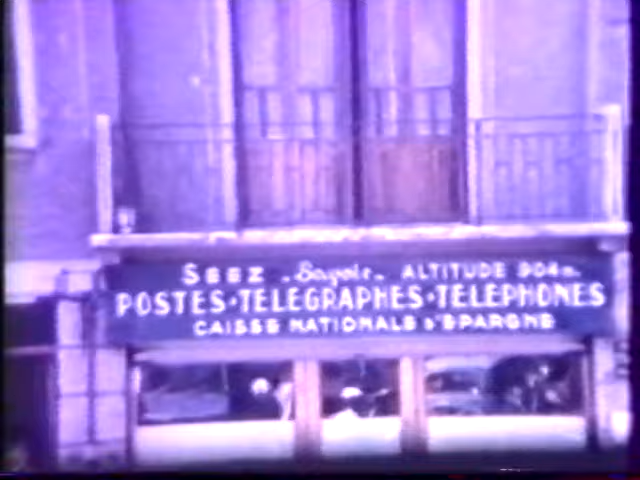 SEEZ - Savoie - ALTITUDE 904m.
POSTES·TELEGRAPHES·TELEPHONES
CAISSE NATIONALE D'EPARGNE